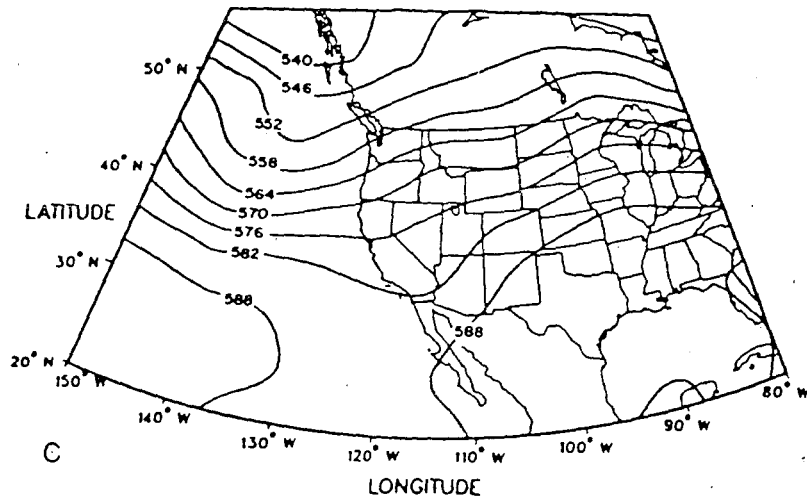 540
50° N
546
552
558
40° N
564
570
LATITUDE
576
582
30° N
588
588
20° N
150° W
80° W
140° W
90° W
C
130° W
120° W
110° W
100° W
LONGITUDE